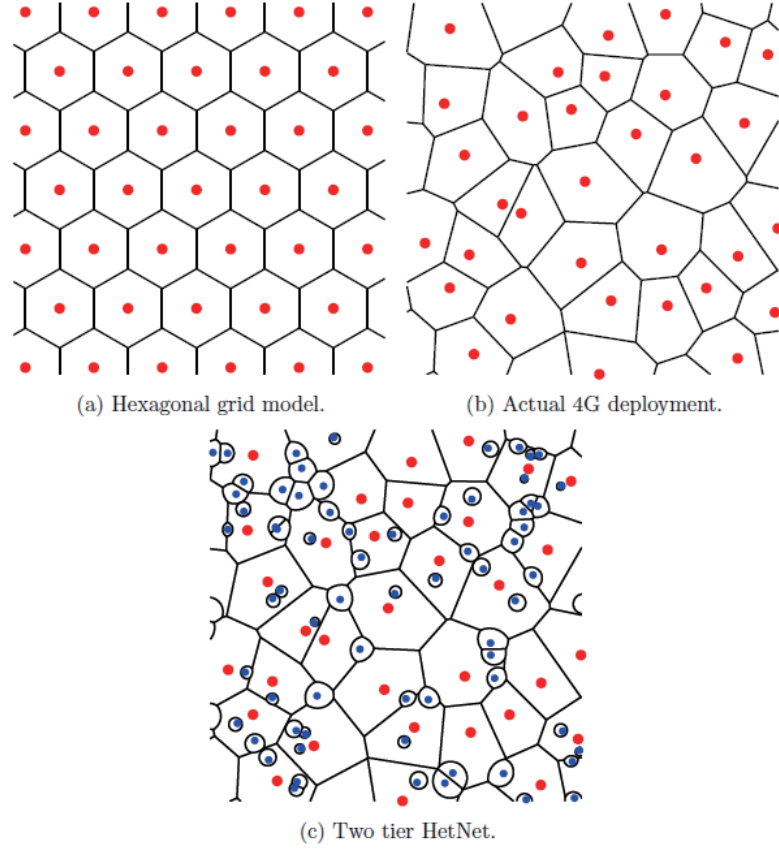 (a) Hexagonal grid model.
(b) Actual 4G deployment.
(c) Two tier HetNet.